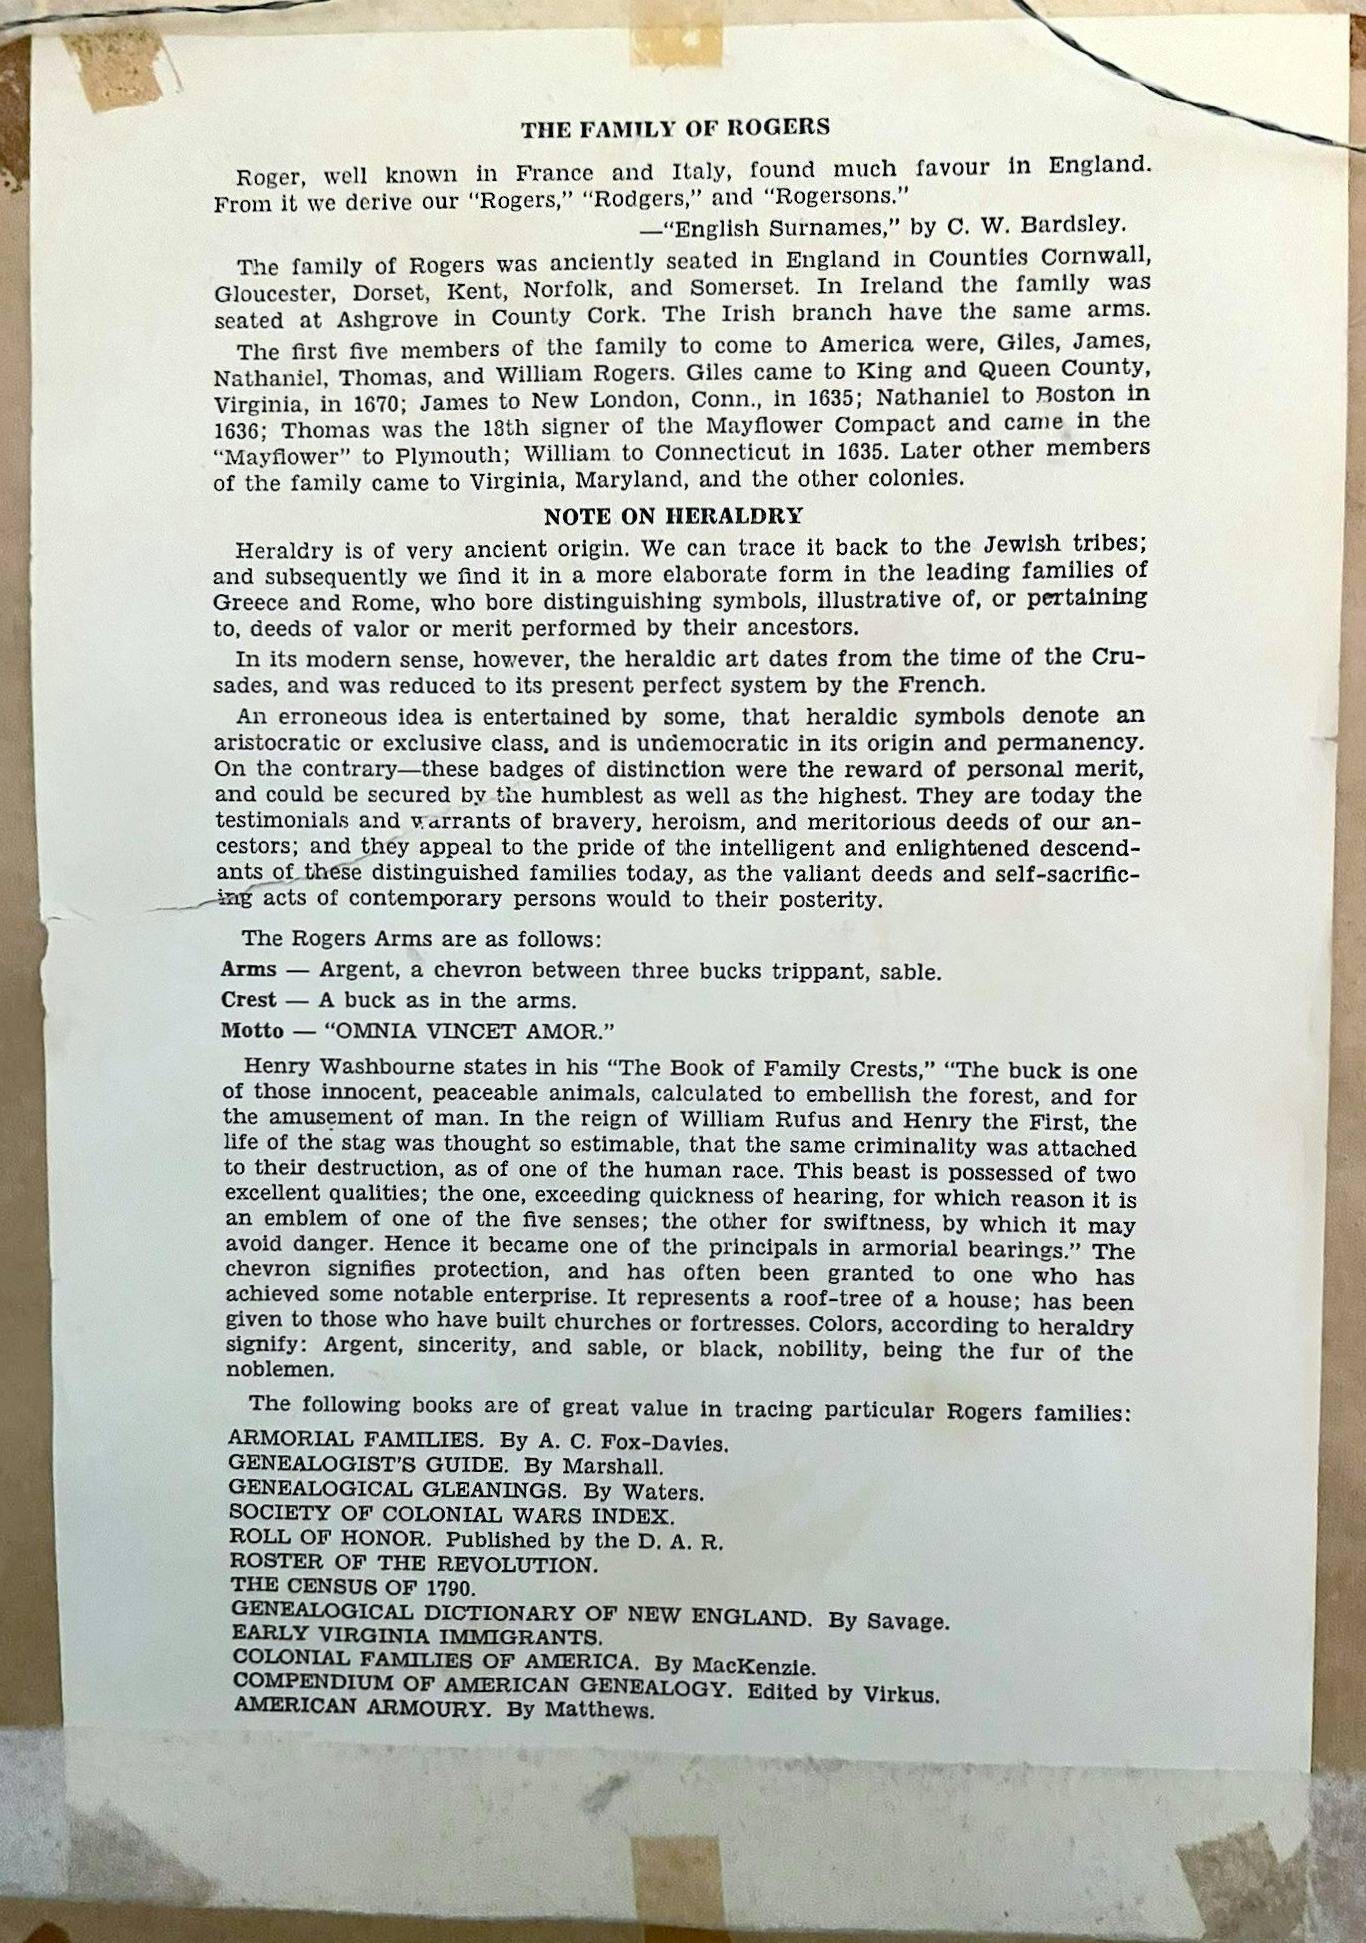 THE FAMILY OF ROGERS
Roger, well known in France and Italy, found much favour in England.
From it we derive our “Rogers,” “Rodgers,” and “Rogersons.”
—“English Surnames,” by C. W. Bardsley.
The family of Rogers was anciently seated in England in Counties Cornwall,
Gloucester, Dorset, Kent, Norfolk, and Somerset. In Ireland the family was
seated at Ashgrove in County Cork. The Irish branch have the same arms.
The first five members of the family to come to America were, Giles, James,
Nathaniel, Thomas, and William Rogers. Giles came to King and Queen County,
Virginia, in 1670; James to New London, Conn., in 1635; Nathaniel to Boston in
1636; Thomas was the 18th signer of the Mayflower Compact and came in the
“Mayflower” to Plymouth; William to Connecticut in 1635. Later other members
of the family came to Virginia, Maryland, and the other colonies.
NOTE ON HERALDRY
Heraldry is of very ancient origin. We can trace it back to the Jewish tribes;
and subsequently we find it in a more elaborate form in the leading families of
Greece and Rome, who bore distinguishing symbols, illustrative of, or pertaining
to, deeds of valor or merit performed by their ancestors.
In its modern sense, however, the heraldic art dates from the time of the Cru-
sades, and was reduced to its present perfect system by the French.
An erroneous idea is entertained by some, that heraldic symbols denote an
aristocratic or exclusive class, and is undemocratic in its origin and permanency.
On the contrary—these badges of distinction were the reward of personal merit,
and could be secured by the humblest as well as the highest. They are today the
testimonials and warrants of bravery, heroism, and meritorious deeds of our an-
cestors; and they appeal to the pride of the intelligent and enlightened descend-
ants of these distinguished families today, as the valiant deeds and self-sacrific-
ing acts of contemporary persons would to their posterity.
The Rogers Arms are as follows:
Arms — Argent, a chevron between three bucks trippant, sable.
Crest — A buck as in the arms.
Motto — “OMNIA VINCET AMOR.”
Henry Washbourne states in his “The Book of Family Crests,” “The buck is one
of those innocent, peaceable animals, calculated to embellish the forest, and for
the amusement of man. In the reign of William Rufus and Henry the First, the
life of the stag was thought so estimable, that the same criminality was attached
to their destruction, as of one of the human race. This beast is possessed of two
excellent qualities; the one, exceeding quickness of hearing, for which reason it is
an emblem of one of the five senses; the other for swiftness, by which it may
avoid danger. Hence it became one of the principals in armorial bearings.” The
chevron signifies protection, and has often been granted to one who has
achieved some notable enterprise. It represents a roof-tree of a house; has been
given to those who have built churches or fortresses. Colors, according to heraldry
signify: Argent, sincerity, and sable, or black, nobility, being the fur of the
noblemen.
The following books are of great value in tracing particular Rogers families:
ARMORIAL FAMILIES. By A. C. Fox-Davies.
GENEALOGIST'S GUIDE. By Marshall.
GENEALOGICAL GLEANINGS. By Waters.
SOCIETY OF COLONIAL WARS INDEX.
ROLL OF HONOR. Published by the D. A. R.
ROSTER OF THE REVOLUTION.
THE CENSUS OF 1790.
GENEALOGICAL DICTIONARY OF NEW ENGLAND. By Savage.
EARLY VIRGINIA IMMIGRANTS.
COLONIAL FAMILIES OF AMERICA. By MacKenzie.
COMPENDIUM OF AMERICAN GENEALOGY. Edited by Virkus.
AMERICAN ARMOURY. By Matthews.